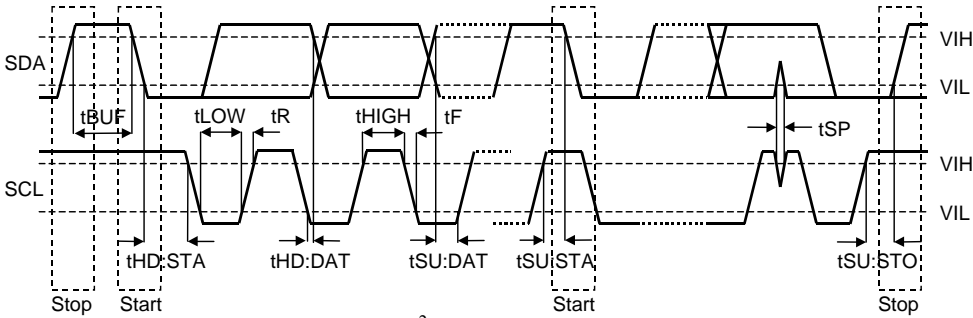 VIH
SDA
VIL
tBUF tLOW tR tHIGH tF
tSP
VIH
SCL
VIL
tHD:STA tHD:DAT tSU:DAT tSU:STA tSU:STO
Stop Start Start Stop
2